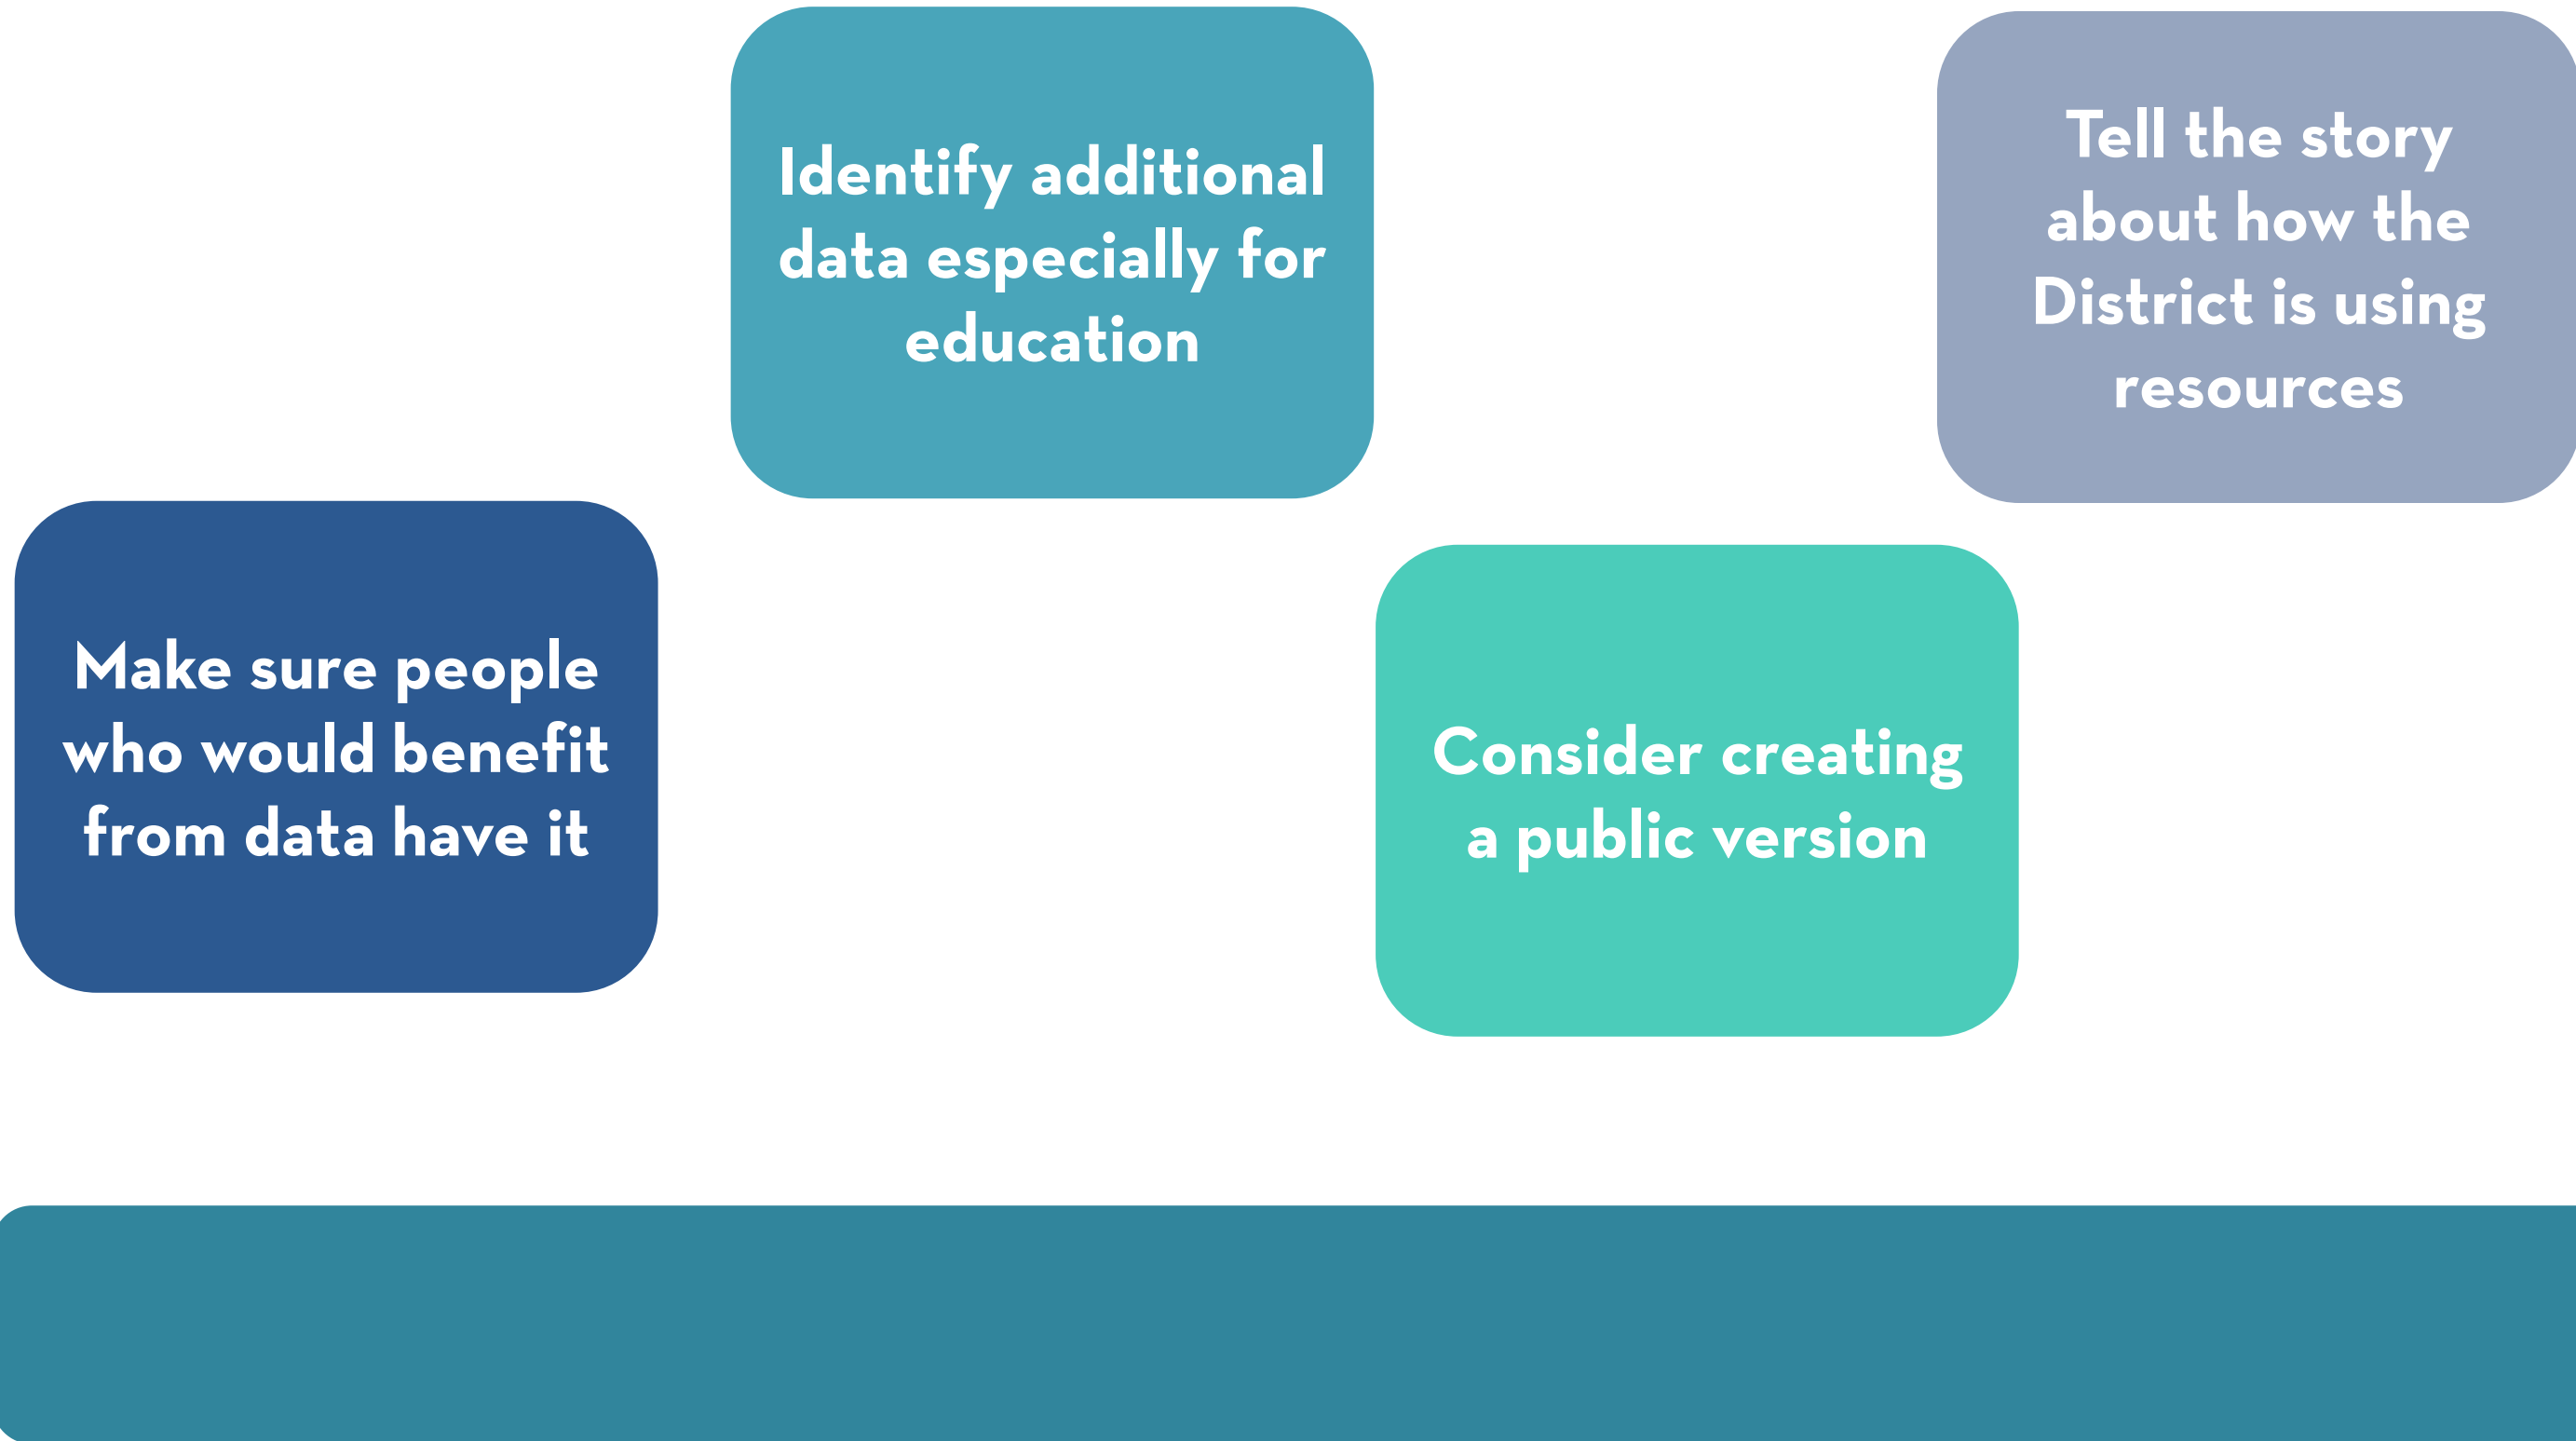 Make sure people
who would benefit
from data have it
Identify additional
data especially for
education
Consider creating
a public version
Tell the story
about how the
District is using
resources